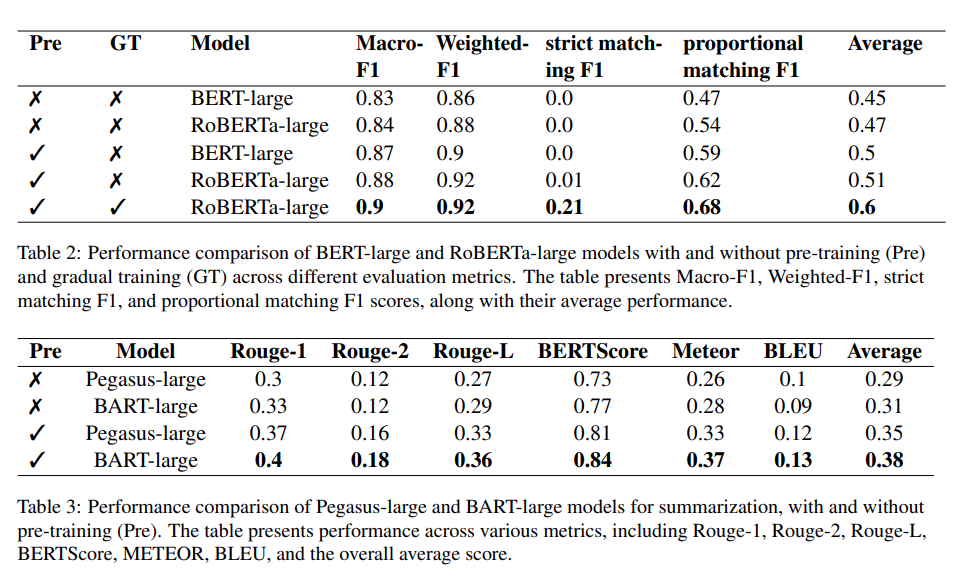 Pre GT Model Macro- Weighted- strict match- proportional Average
F1 F1 ing F1 matching F1
✗ ✗ BERT-large 0.83 0.86 0.0 0.47 0.45
✗ ✗ RoBERTa-large 0.84 0.88 0.0 0.54 0.47
✓ ✗ BERT-large 0.87 0.9 0.0 0.59 0.5
✓ ✗ RoBERTa-large 0.88 0.92 0.01 0.62 0.51
✓ ✓ RoBERTa-large 0.9 0.92 0.21 0.68 0.6
Table 2: Performance comparison of BERT-large and RoBERTa-large models with and without pre-training (Pre)
and gradual training (GT) across different evaluation metrics. The table presents Macro-F1, Weighted-F1, strict
matching F1, and proportional matching F1 scores, along with their average performance.
Pre Model Rouge-1 Rouge-2 Rouge-L BERTScore Meteor BLEU Average
✗ Pegasus-large 0.3 0.12 0.27 0.73 0.26 0.1 0.29
✗ BART-large 0.33 0.12 0.29 0.77 0.28 0.09 0.31
✓ Pegasus-large 0.37 0.16 0.33 0.81 0.33 0.12 0.35
✓ BART-large 0.4 0.18 0.36 0.84 0.37 0.13 0.38
Table 3: Performance comparison of Pegasus-large and BART-large models for summarization, with and without
pre-training (Pre). The table presents performance across various metrics, including Rouge-1, Rouge-2, Rouge-L,
BERTScore, METEOR, BLEU, and the overall average score.